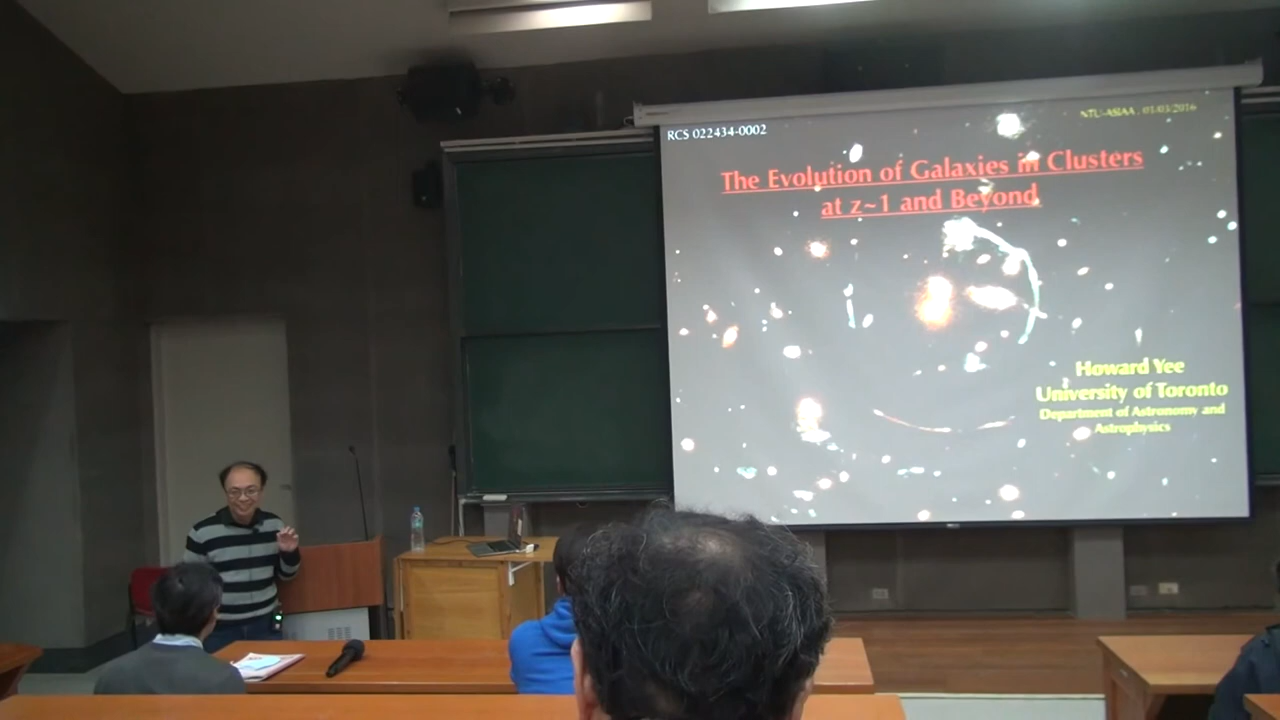 RCS 022434-0002
NTU-ASIAA , 01/03/2016
The Evolution of Galaxies in Clusters
at z~1 and Beyond
Howard Yee
University of Toronto
Department of Astronomy and
Astrophysics